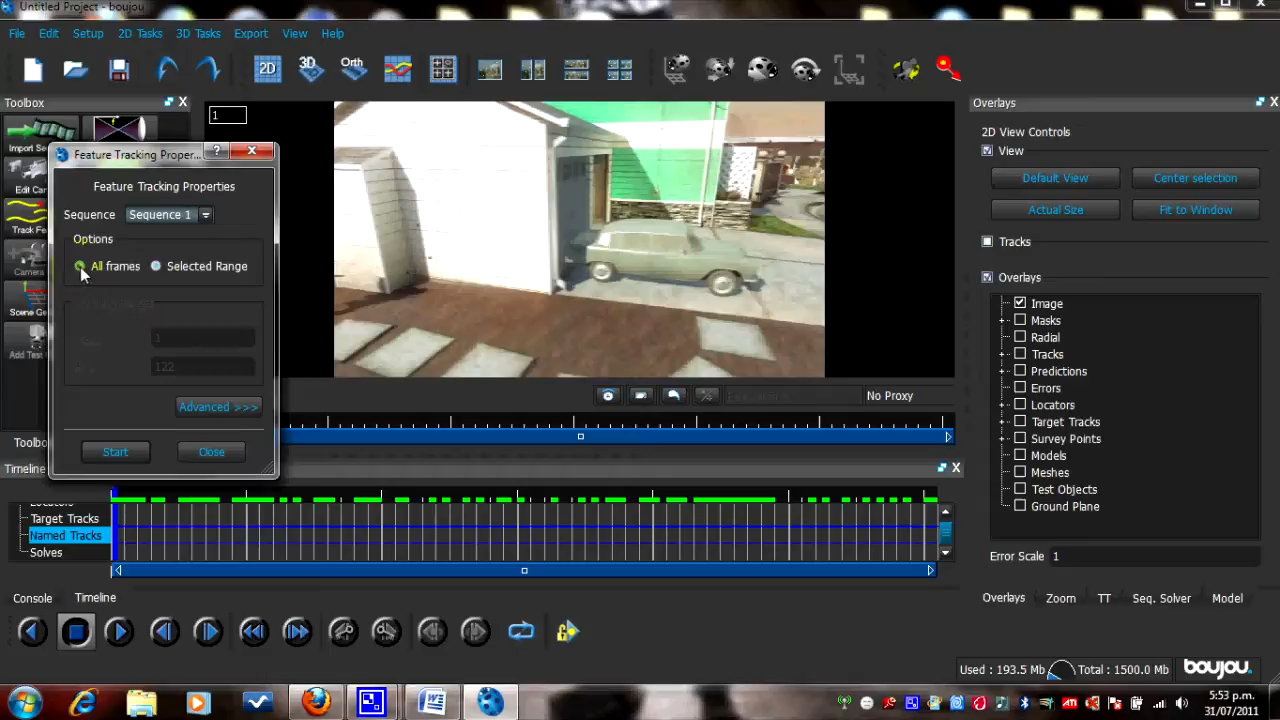 Untitled Project - boujou
File Edit Setup 2D Tasks 3D Tasks Export View Help
2D 3D Orth
Toolbox
Import Se
Edit Ca
Track Fe
Camera
Scene Ge
Add Test
Toolbo
Timelin
1
Feature Tracking Proper...
?
Feature Tracking Properties
Sequence Sequence 1
Options
All frames Selected Range
1
122
Advanced >>>
Start Close
No Proxy
Target Tracks
Named Tracks
Solves
Console Timeline
Overlays
2D View Controls
View
Default View Center selection
Actual Size Fit to Window
Tracks
Overlays
Image
Masks
Radial
Tracks
Predictions
Errors
Locators
Target Tracks
Survey Points
Models
Meshes
Test Objects
Ground Plane
Error Scale 1
Overlays Zoom TT Seq. Solver Model
Used : 193.5 Mb Total : 1500.0 Mb boujou
5:53 p.m.
31/07/2011